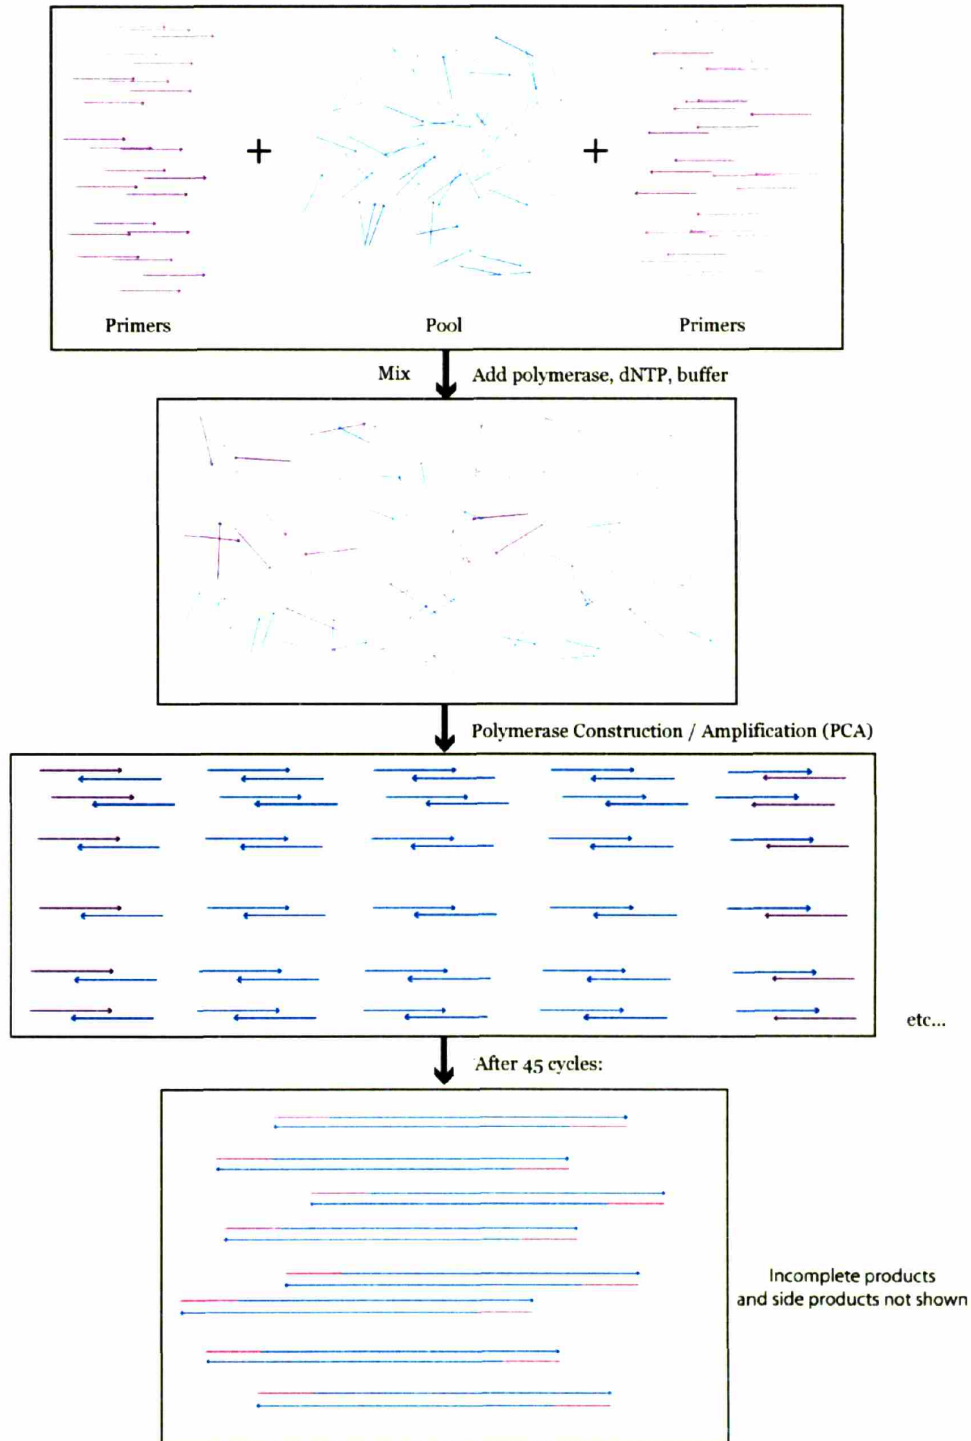 Primers
Pool
Primers
Mix
Add polymerase, dNTP, buffer
Polymerase Construction / Amplification (PCA)
etc...
After 45 cycles:
Incomplete products
and side products not shown